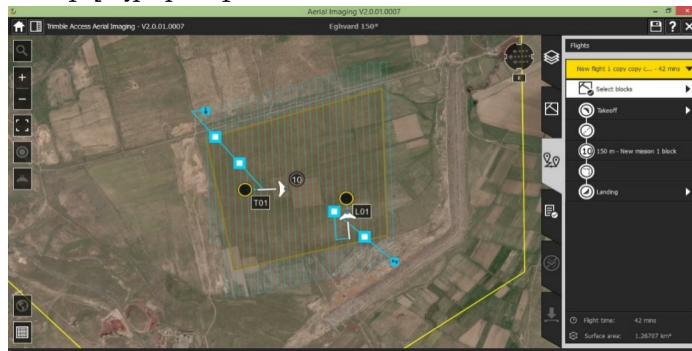 Aerial Imaging V2.0.01.0007
Trimble Access Aerial Imaging - V2.0.01.0007
Eghvard 150*
Flights
New flight 1 copy copy c... - 42 mins
Select blocks
Takeoff
10
150 m - New mission 1 block
Landing
10
T01
L01
Flight time: 42 mins
Surface area: 1.26707 km²